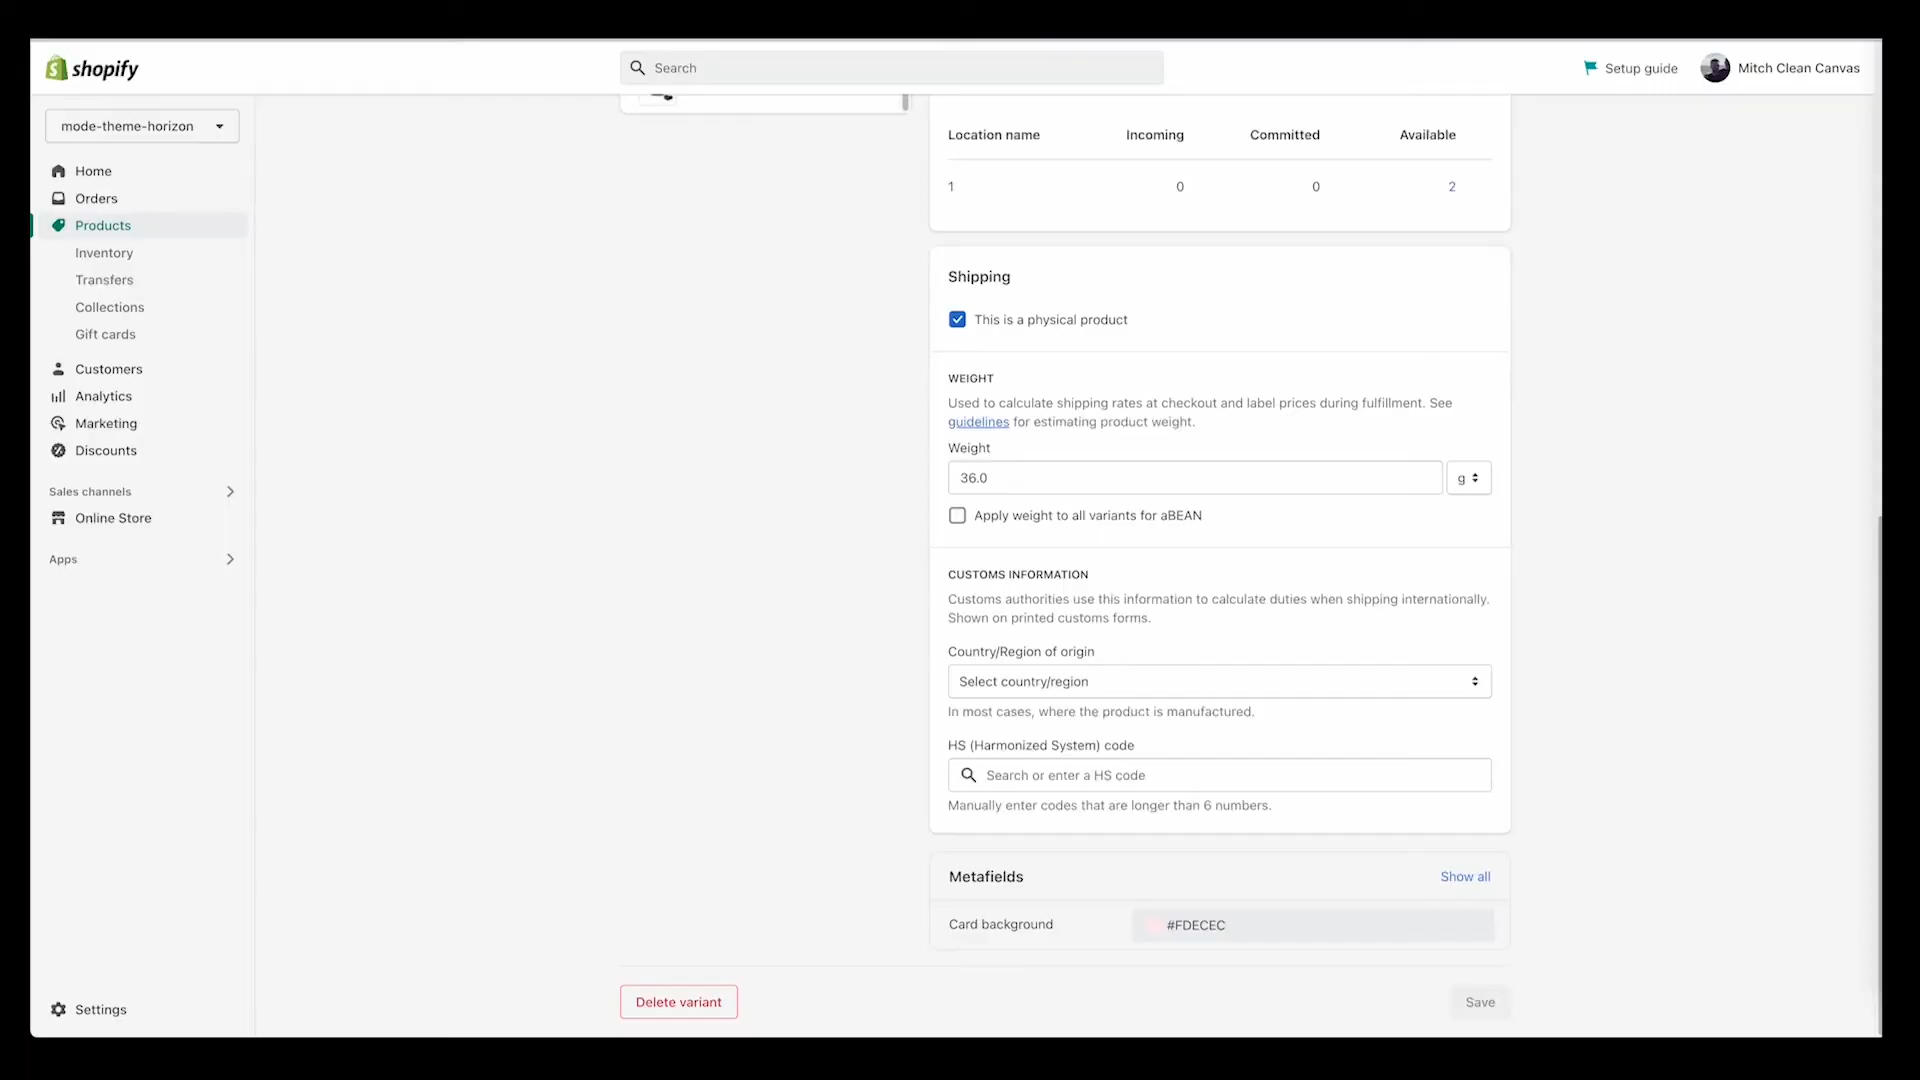 shopify
Search
Setup guide
Mitch Clean Canvas
mode-theme-horizon
Home
Orders
Products
Inventory
Transfers
Collections
Gift cards
Customers
Analytics
Marketing
Discounts
Sales channels
Online Store
Apps
Settings
Location name Incoming Committed Available
1 0 0 2
Shipping
This is a physical product
WEIGHT
Used to calculate shipping rates at checkout and label prices during fulfillment. See
guidelines for estimating product weight.
Weight
36.0 g
Apply weight to all variants for aBEAN
CUSTOMS INFORMATION
Customs authorities use this information to calculate duties when shipping internationally.
Shown on printed customs forms.
Country/Region of origin
Select country/region
In most cases, where the product is manufactured.
HS (Harmonized System) code
Search or enter a HS code
Manually enter codes that are longer than 6 numbers.
Metafields Show all
Card background #FDECEC
Delete variant Save